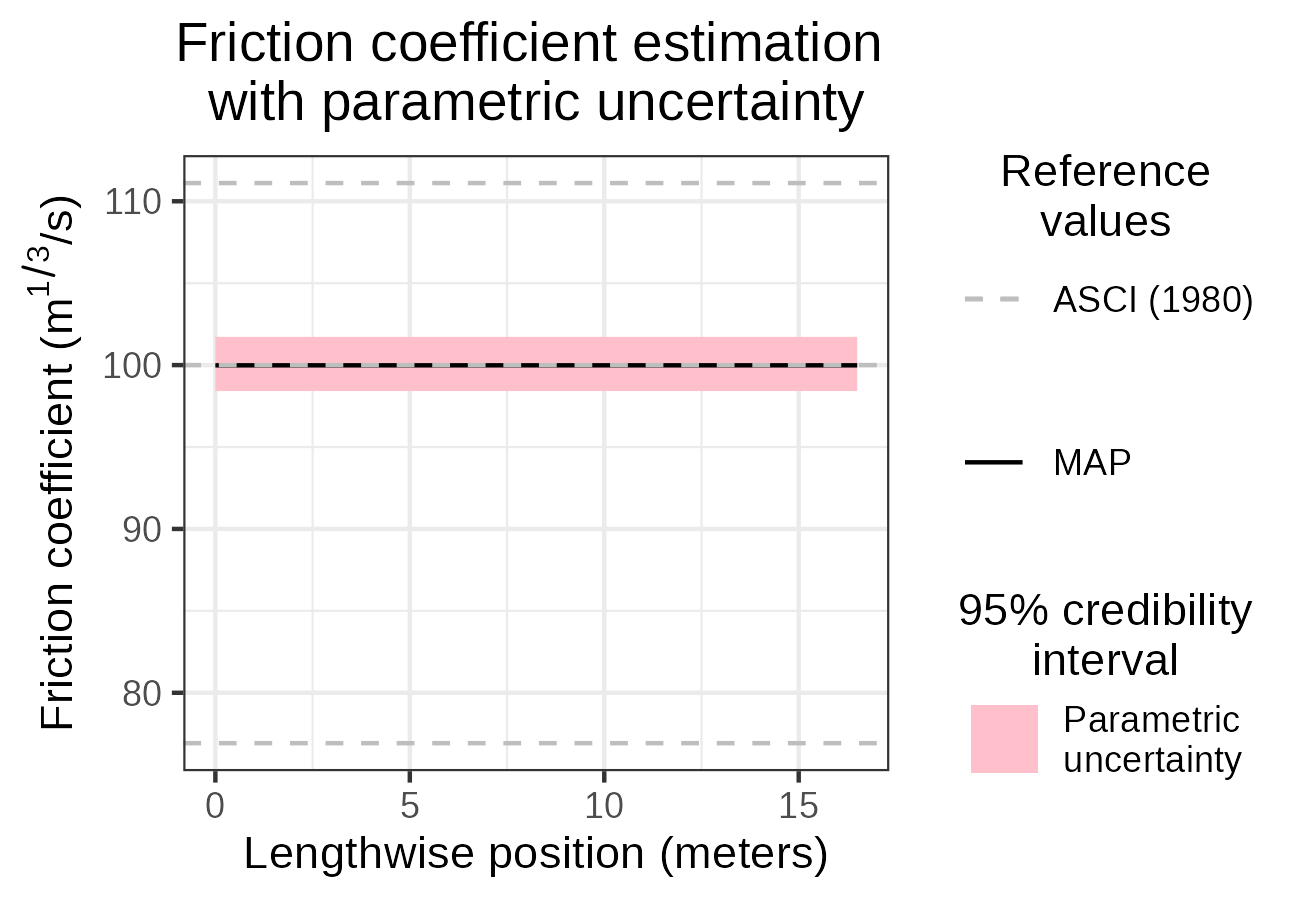 Friction coefficient estimation
with parametric uncertainty
Friction coefficient (m^1/3/s)
110
100
90
80
0 5 10 15
Lengthwise position (meters)
Reference
values
ASCI (1980)
MAP
95% credibility
interval
Parametric
uncertainty